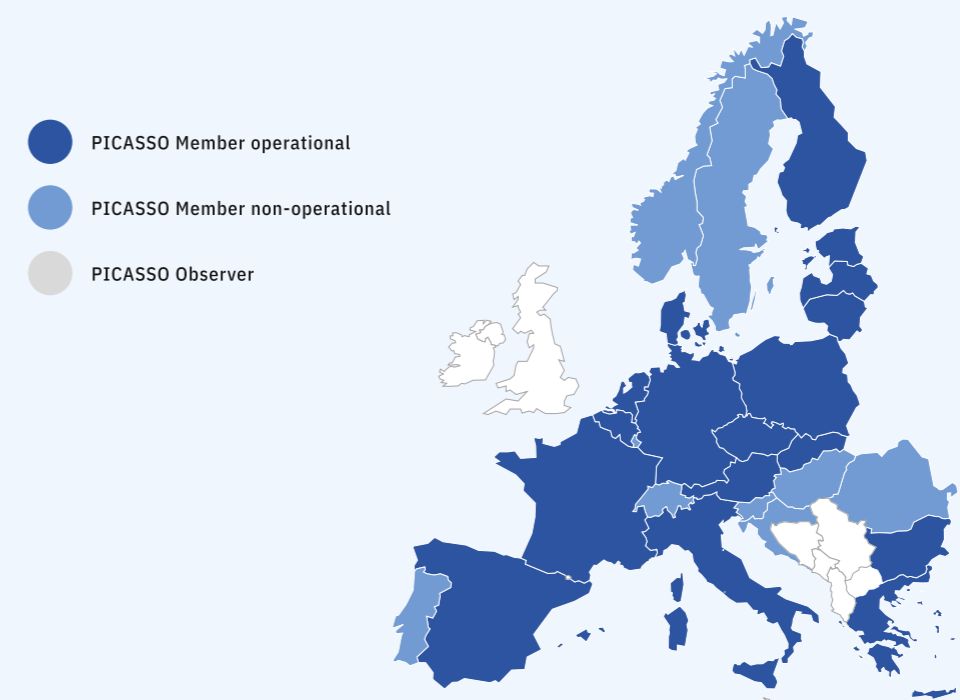 PICASSO Member operational
PICASSO Member non-operational
PICASSO Observer